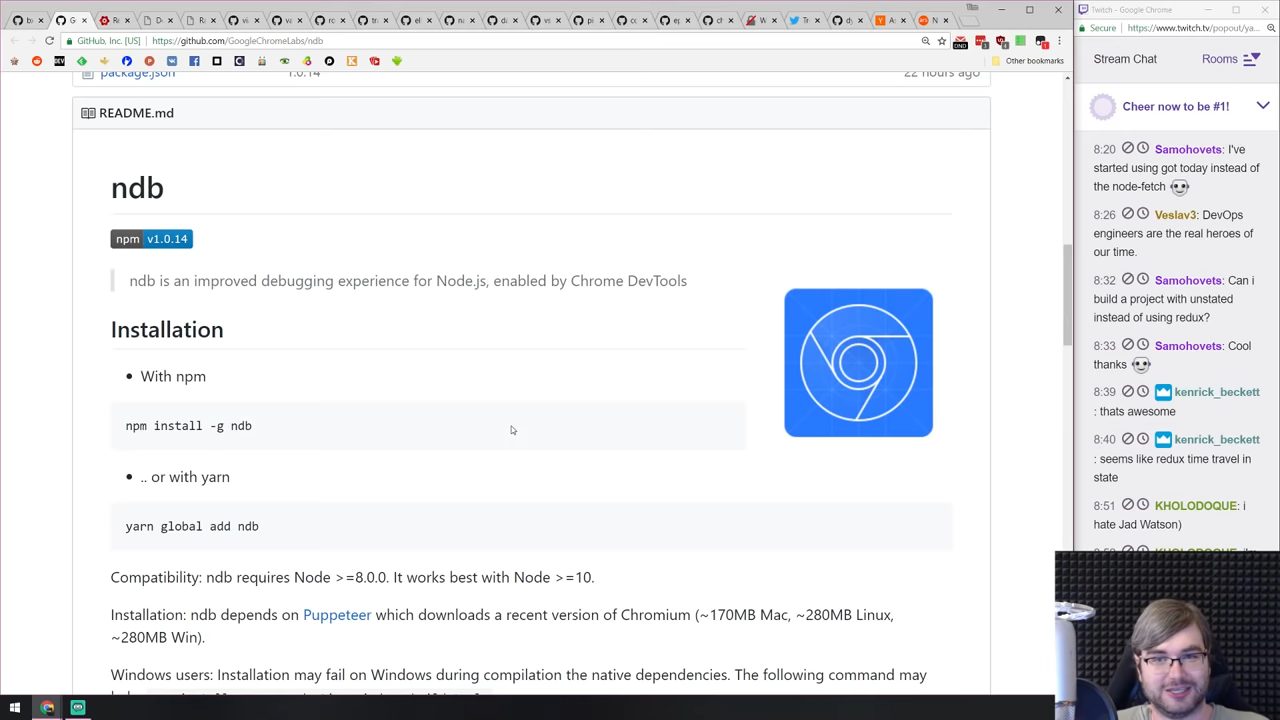 Twitch - Google Chrome
GitHub, Inc. [US] | https://github.com/GoogleChromeLabs/ndb
Secure | https://www.twitch.tv/popout/ya...
Other bookmarks
package.json
1.0.14
22 hours ago
README.md
ndb
npm v1.0.14
ndb is an improved debugging experience for Node.js, enabled by Chrome DevTools
Installation
• With npm
npm install -g ndb
• .. or with yarn
yarn global add ndb
Compatibility: ndb requires Node >=8.0.0. It works best with Node >=10.
Installation: ndb depends on Puppeteer which downloads a recent version of Chromium (~170MB Mac, ~280MB Linux,
~280MB Win).
Windows users: Installation may fail on Windows during compilation the native dependencies. The following command may
Stream Chat
Rooms
Cheer now to be #1!
8:20 Samohovets: I've
started using got today instead of
the node-fetch
8:26 Veslav3: DevOps
engineers are the real heroes of
our time.
8:32 Samohovets: Can i
build a project with unstated
instead of using redux?
8:33 Samohovets: Cool
thanks
8:39 kenrick_beckett
: thats awesome
8:40 kenrick_beckett
: seems like redux time travel in
state
8:51 KHOLODOQUE: i
hate Jad Watson)